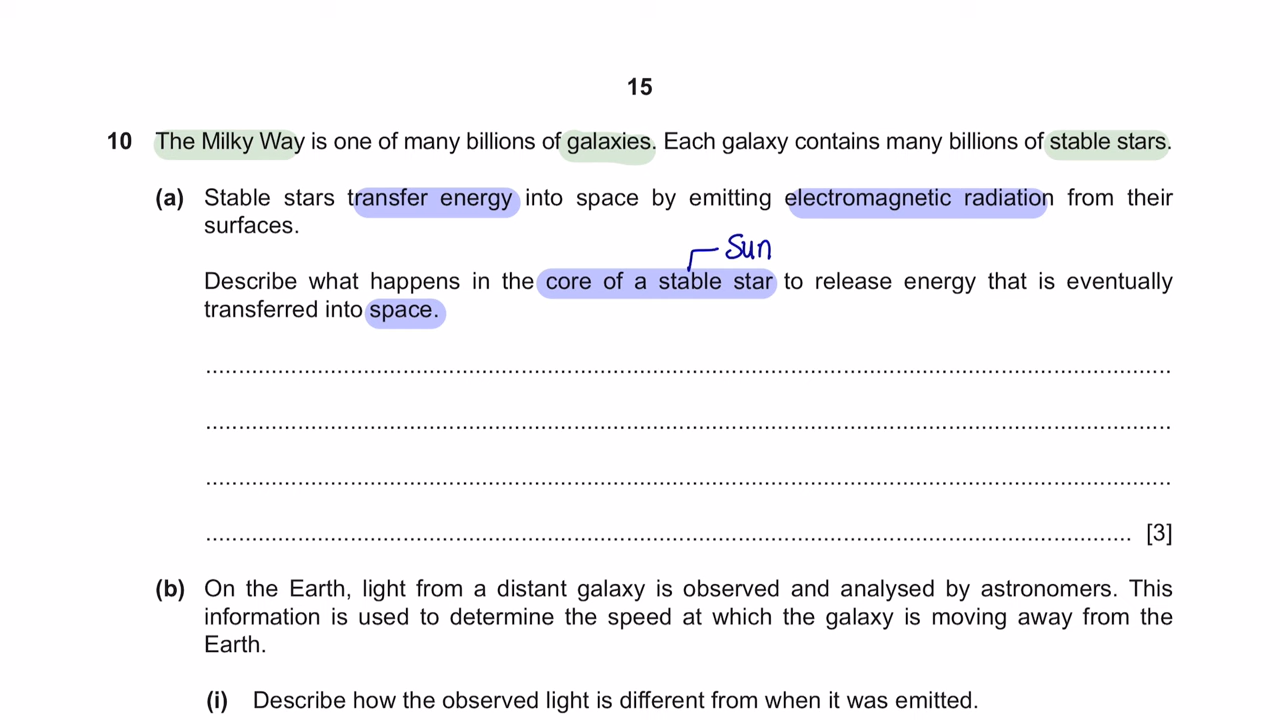 15
10 The Milky Way is one of many billions of galaxies. Each galaxy contains many billions of stable stars.
(a) Stable stars transfer energy into space by emitting electromagnetic radiation from their
surfaces.
Sun
Describe what happens in the core of a stable star to release energy that is eventually
transferred into space.
..........................................................................................................................................
..........................................................................................................................................
..........................................................................................................................................
.................................................................................................................................... [3]
(b) On the Earth, light from a distant galaxy is observed and analysed by astronomers. This
information is used to determine the speed at which the galaxy is moving away from the
Earth.
(i) Describe how the observed light is different from when it was emitted.